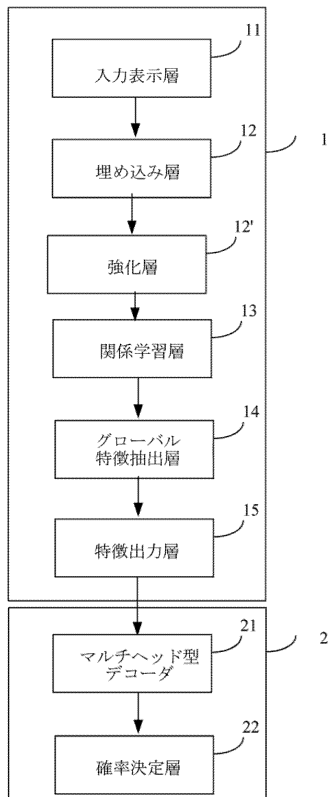 11
入力表示層
12
1
埋め込み層
12'
強化層
13
関係学習層
14
グローバル
特徴抽出層
15
特徴出力層
21
2
マルチヘッド型
デコーダ
22
確率決定層